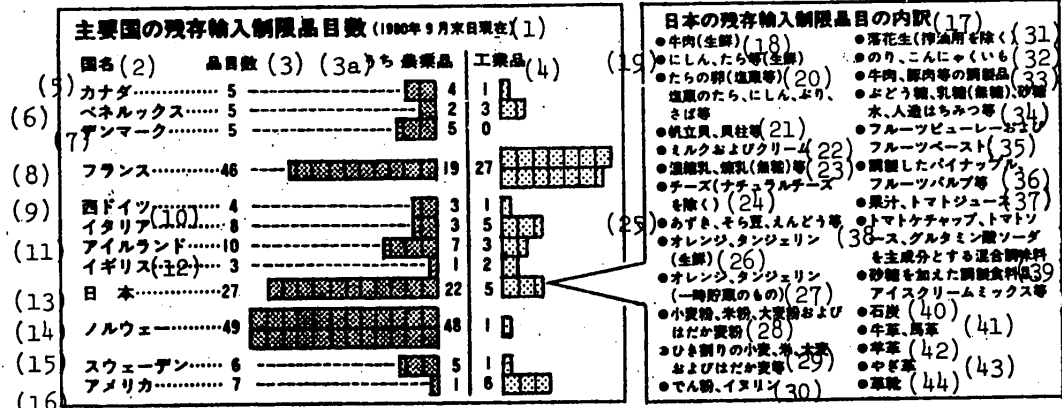 主要国の残存輸入制限品目数 (1980年9月末日現在) (1)
国名 (2) 品目数 (3) (3a) うち 農業品 工業品 (4)
(5) カナダ 5 4 1
(6) ベネルックス 5 2 3
(7) デンマーク 5 5 0
(8) フランス 46 19 27
(9) 西ドイツ 4 3 1
(10) イタリア 8 3 5
(11) アイルランド 10 7 3
イギリス (12) 3 1 2
(13) 日本 27 22 5
(14) ノルウェー 49 48 1
(15) スウェーデン 6 5 1
(16) アメリカ 7 1 6
日本の残存輸入制限品目の内訳 (17)
●牛肉(生鮮) (18)
(19) ●にしん、たら等(生鮮)
●たらの卵(塩蔵等) (20)
塩蔵のたら、にしん、ぶり、
さば等
●帆立貝、貝柱等 (21)
●ミルクおよびクリーム (22)
●濃縮乳、煉乳(無糖)等 (23)
●チーズ(ナチュラルチーズ
を除く) (24)
(25) ●あずき、そら豆、えんどう等
●オレンジ、タンジェリン
(生鮮) (26)
●オレンジ、タンジェリン
(一時貯蔵のもの) (27)
●小麦粉、米粉、大麦粉および
はだか麦粉 (28)
●ひき割りの小麦、米、大麦
およびはだか麦等 (29)
●でん粉、イヌリン (30)
●落花生(搾油用を除く) (31)
●のり、こんにゃくいも (32)
●牛肉、豚肉等の調製品 (33)
●ぶどう糖、乳糖(無糖)、砂糖
水、人造はちみつ等 (34)
●フルーツピューレーおよび
フルーツペースト (35)
●調製したパイナップル、
フルーツパルプ等 (36)
●果汁、トマトジュース (37)
(38 ●トマトケチャップ、トマトソ
ース、グルタミン酸ソーダ
を主成分とする混合調味料
●砂糖を加えた調製食料品 (39
アイスクリームミックス等
●石炭 (40)
●牛革、馬革 (41)
●羊革 (42)
●やぎ革 (43)
●革靴 (44)